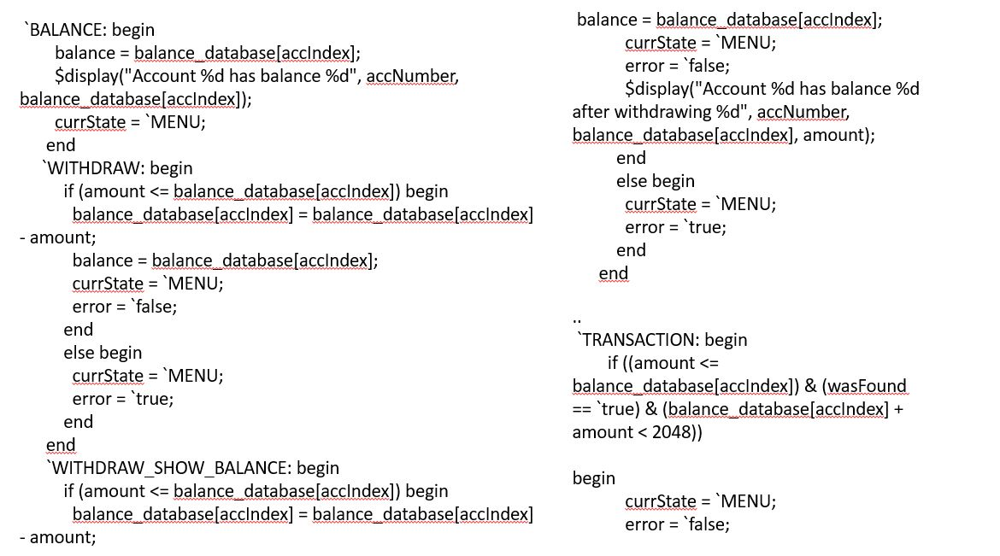 `BALANCE: begin
balance = balance_database[accIndex];
$display("Account %d has balance %d", accNumber,
balance_database[accIndex]);
currState = `MENU;
end
`WITHDRAW: begin
if (amount <= balance_database[accIndex]) begin
balance_database[accIndex] = balance_database[accIndex]
- amount;
balance = balance_database[accIndex];
currState = `MENU;
error = `false;
end
else begin
currState = `MENU;
error = `true;
end
end
`WITHDRAW_SHOW_BALANCE: begin
if (amount <= balance_database[accIndex]) begin
balance_database[accIndex] = balance_database[accIndex]
- amount;
balance = balance_database[accIndex];
currState = `MENU;
error = `false;
$display("Account %d has balance %d
after withdrawing %d", accNumber,
balance_database[accIndex], amount);
end
else begin
currState = `MENU;
error = `true;
end
end
..
`TRANSACTION: begin
if ((amount <=
balance_database[accIndex]) & (wasFound
== `true) & (balance_database[accIndex] +
amount < 2048))
begin
currState = `MENU;
error = `false;